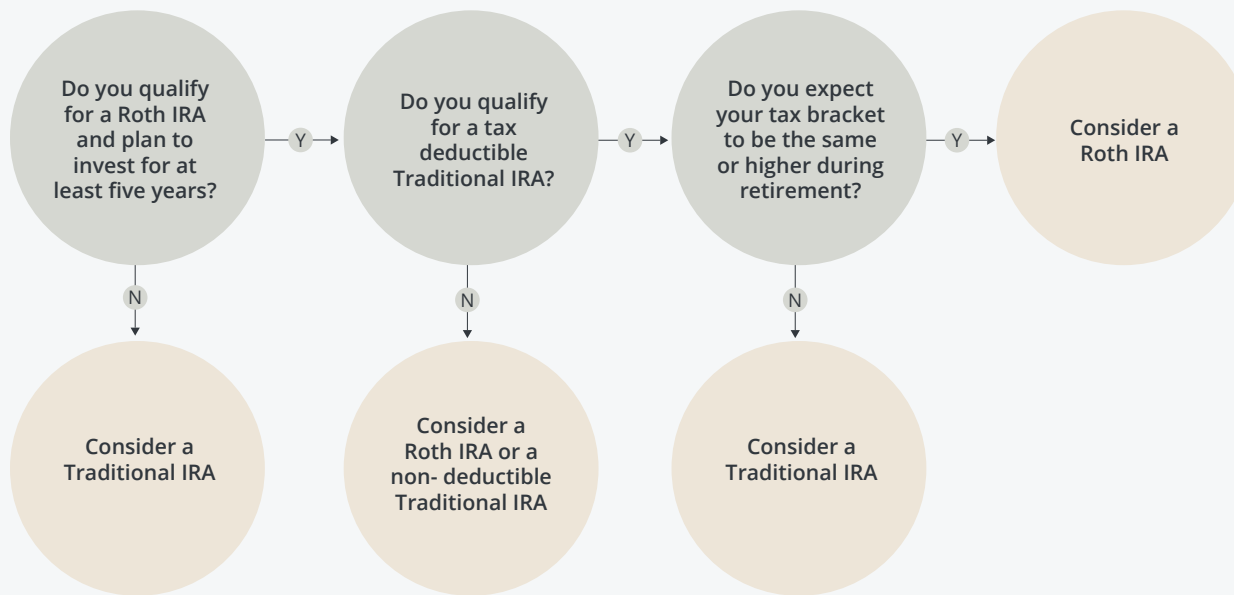 Do you qualify
for a Roth IRA
and plan to
invest for at
least five years?
Y
Do you qualify
for a tax
deductible
Traditional IRA?
Y
Do you expect
your tax bracket
to be the same
or higher during
retirement?
Y
Consider a
Roth IRA
N
N
N
Consider a
Traditional IRA
Consider a
Roth IRA or a
non- deductible
Traditional IRA
Consider a
Traditional IRA